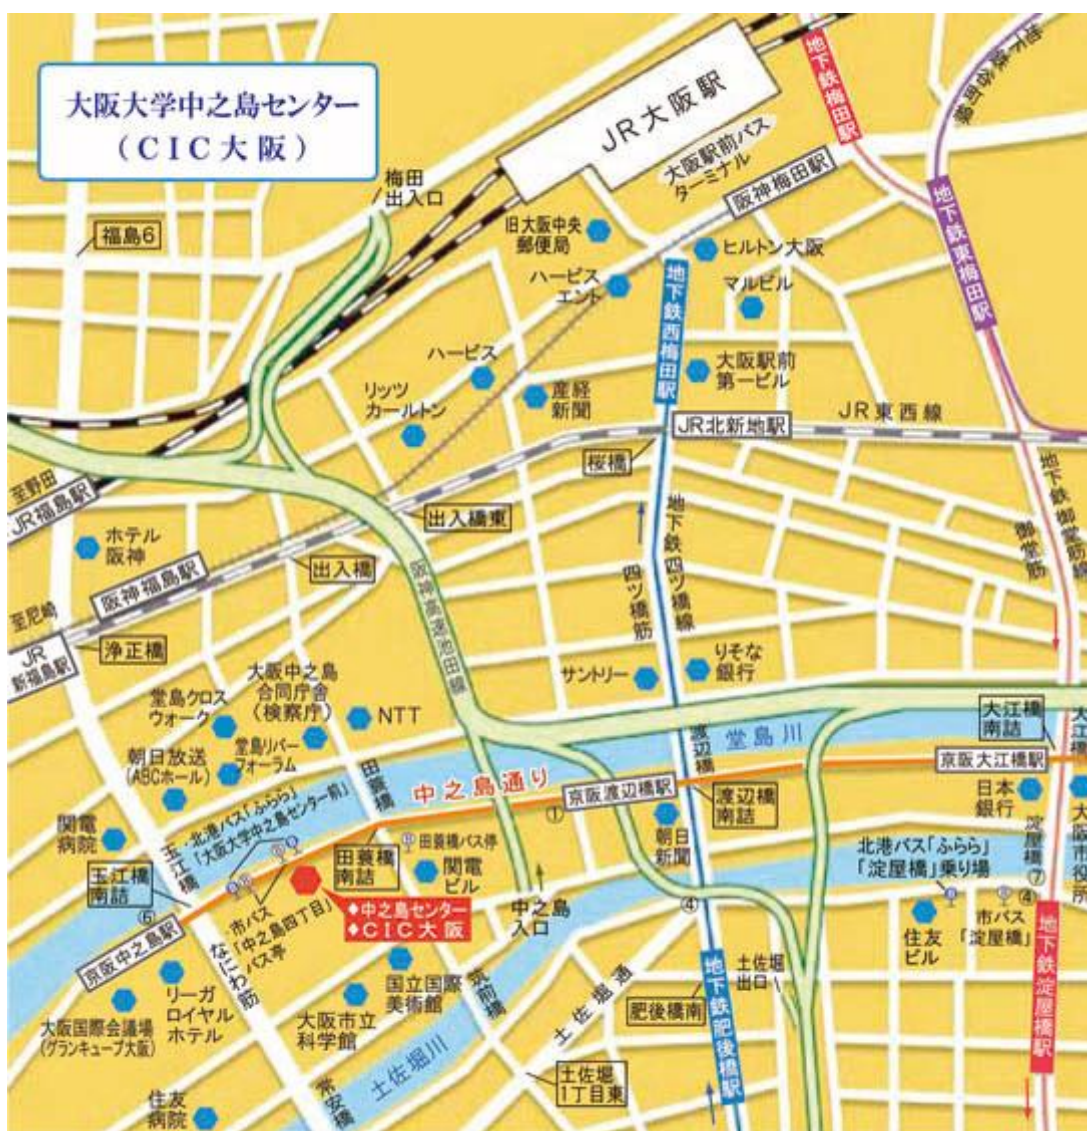 大阪大学中之島センター
（CIC大阪）
JR大阪駅
地下鉄梅田駅
地下鉄谷町線
大阪駅前バス
ターミナル
阪神梅田駅
地下鉄東梅田駅
梅田
出入口
福島6
旧大阪中央
郵便局
ヒルトン大阪
ハービス
エント
マルビル
地下鉄西梅田駅
ハービス
リッツ
カールトン
産経
新聞
大阪駅前
第一ビル
JR東西線
JR北新地駅
桜橋
至野田
JR福島駅
出入橋東
地下鉄御堂筋線
御堂筋
ホテル
阪神
出入橋
阪神福島駅
阪神高速池田線
地下鉄四ツ橋線
四ツ橋筋
至尼崎
JR
新福島駅
浄正橋
大阪中之島
合同庁舎
（検察庁）
サントリー
りそな
銀行
堂島クロス
ウォーク
NTT
堂島リバー
フォーラム
朝日放送
(ABCホール)
田蓑橋
堂島川
渡辺橋
大江橋
南詰
大江橋
中之島通り
京阪渡辺橋駅
京阪大江橋駅
渡辺橋
南詰
日本
銀行
大阪市役所
淀屋橋
①
関電
病院
玉江橋
北港バス「ふらら」
「大阪大学中之島センター前」
田蓑橋バス停
田蓑橋
南詰
関電
ビル
朝日
新聞
北港バス「ふらら」
「淀屋橋」乗り場
玉江橋
南詰
⑥
市バス
「中之島四丁目」
バス亭
◆中之島センター
◆CIC大阪
中之島
入口
④
⑦
④
市バス
「淀屋橋」
住友
ビル
京阪中之島駅
なにわ筋
リーガ
ロイヤル
ホテル
大阪国際会議場
(グランキューブ大阪)
国立国際
美術館
大阪市立
科学館
筑前橋
土佐堀通
土佐堀
出口
肥後橋南
地下鉄肥後橋駅
地下鉄淀屋橋駅
土佐堀川
土佐堀
1丁目東
常安橋
住友
病院